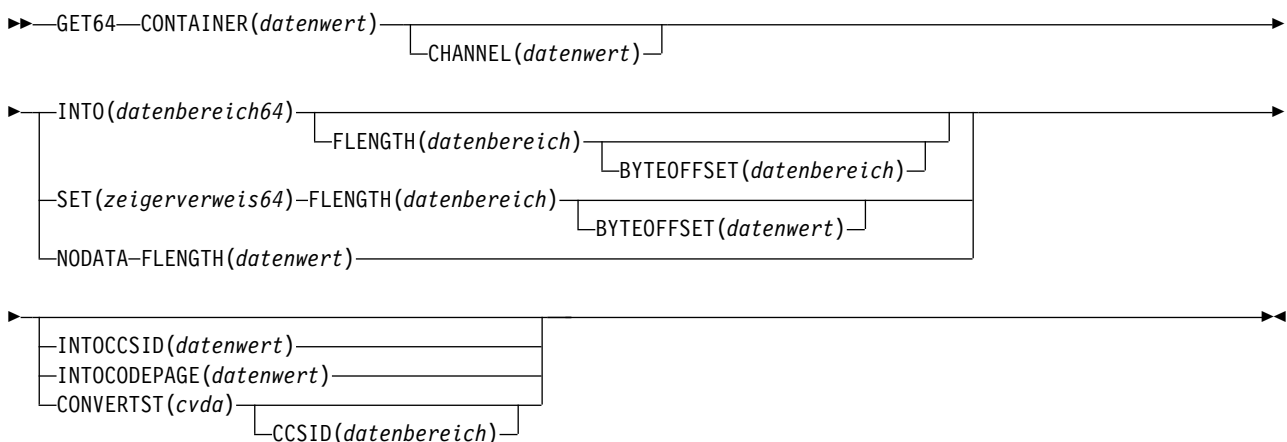 GET64 CONTAINER(datenwert)
CHANNEL(datenwert)
INTO(datenbereich64)
FLENGTH(datenbereich)
BYTEOFFSET(datenbereich)
SET(zeigerverweis64) FLENGTH(datenbereich)
BYTEOFFSET(datenwert)
NODATA FLENGTH(datenwert)
INTOCCSID(datenwert)
INTOCODEPAGE(datenwert)
CONVERTST(cvda)
CCSID(datenbereich)